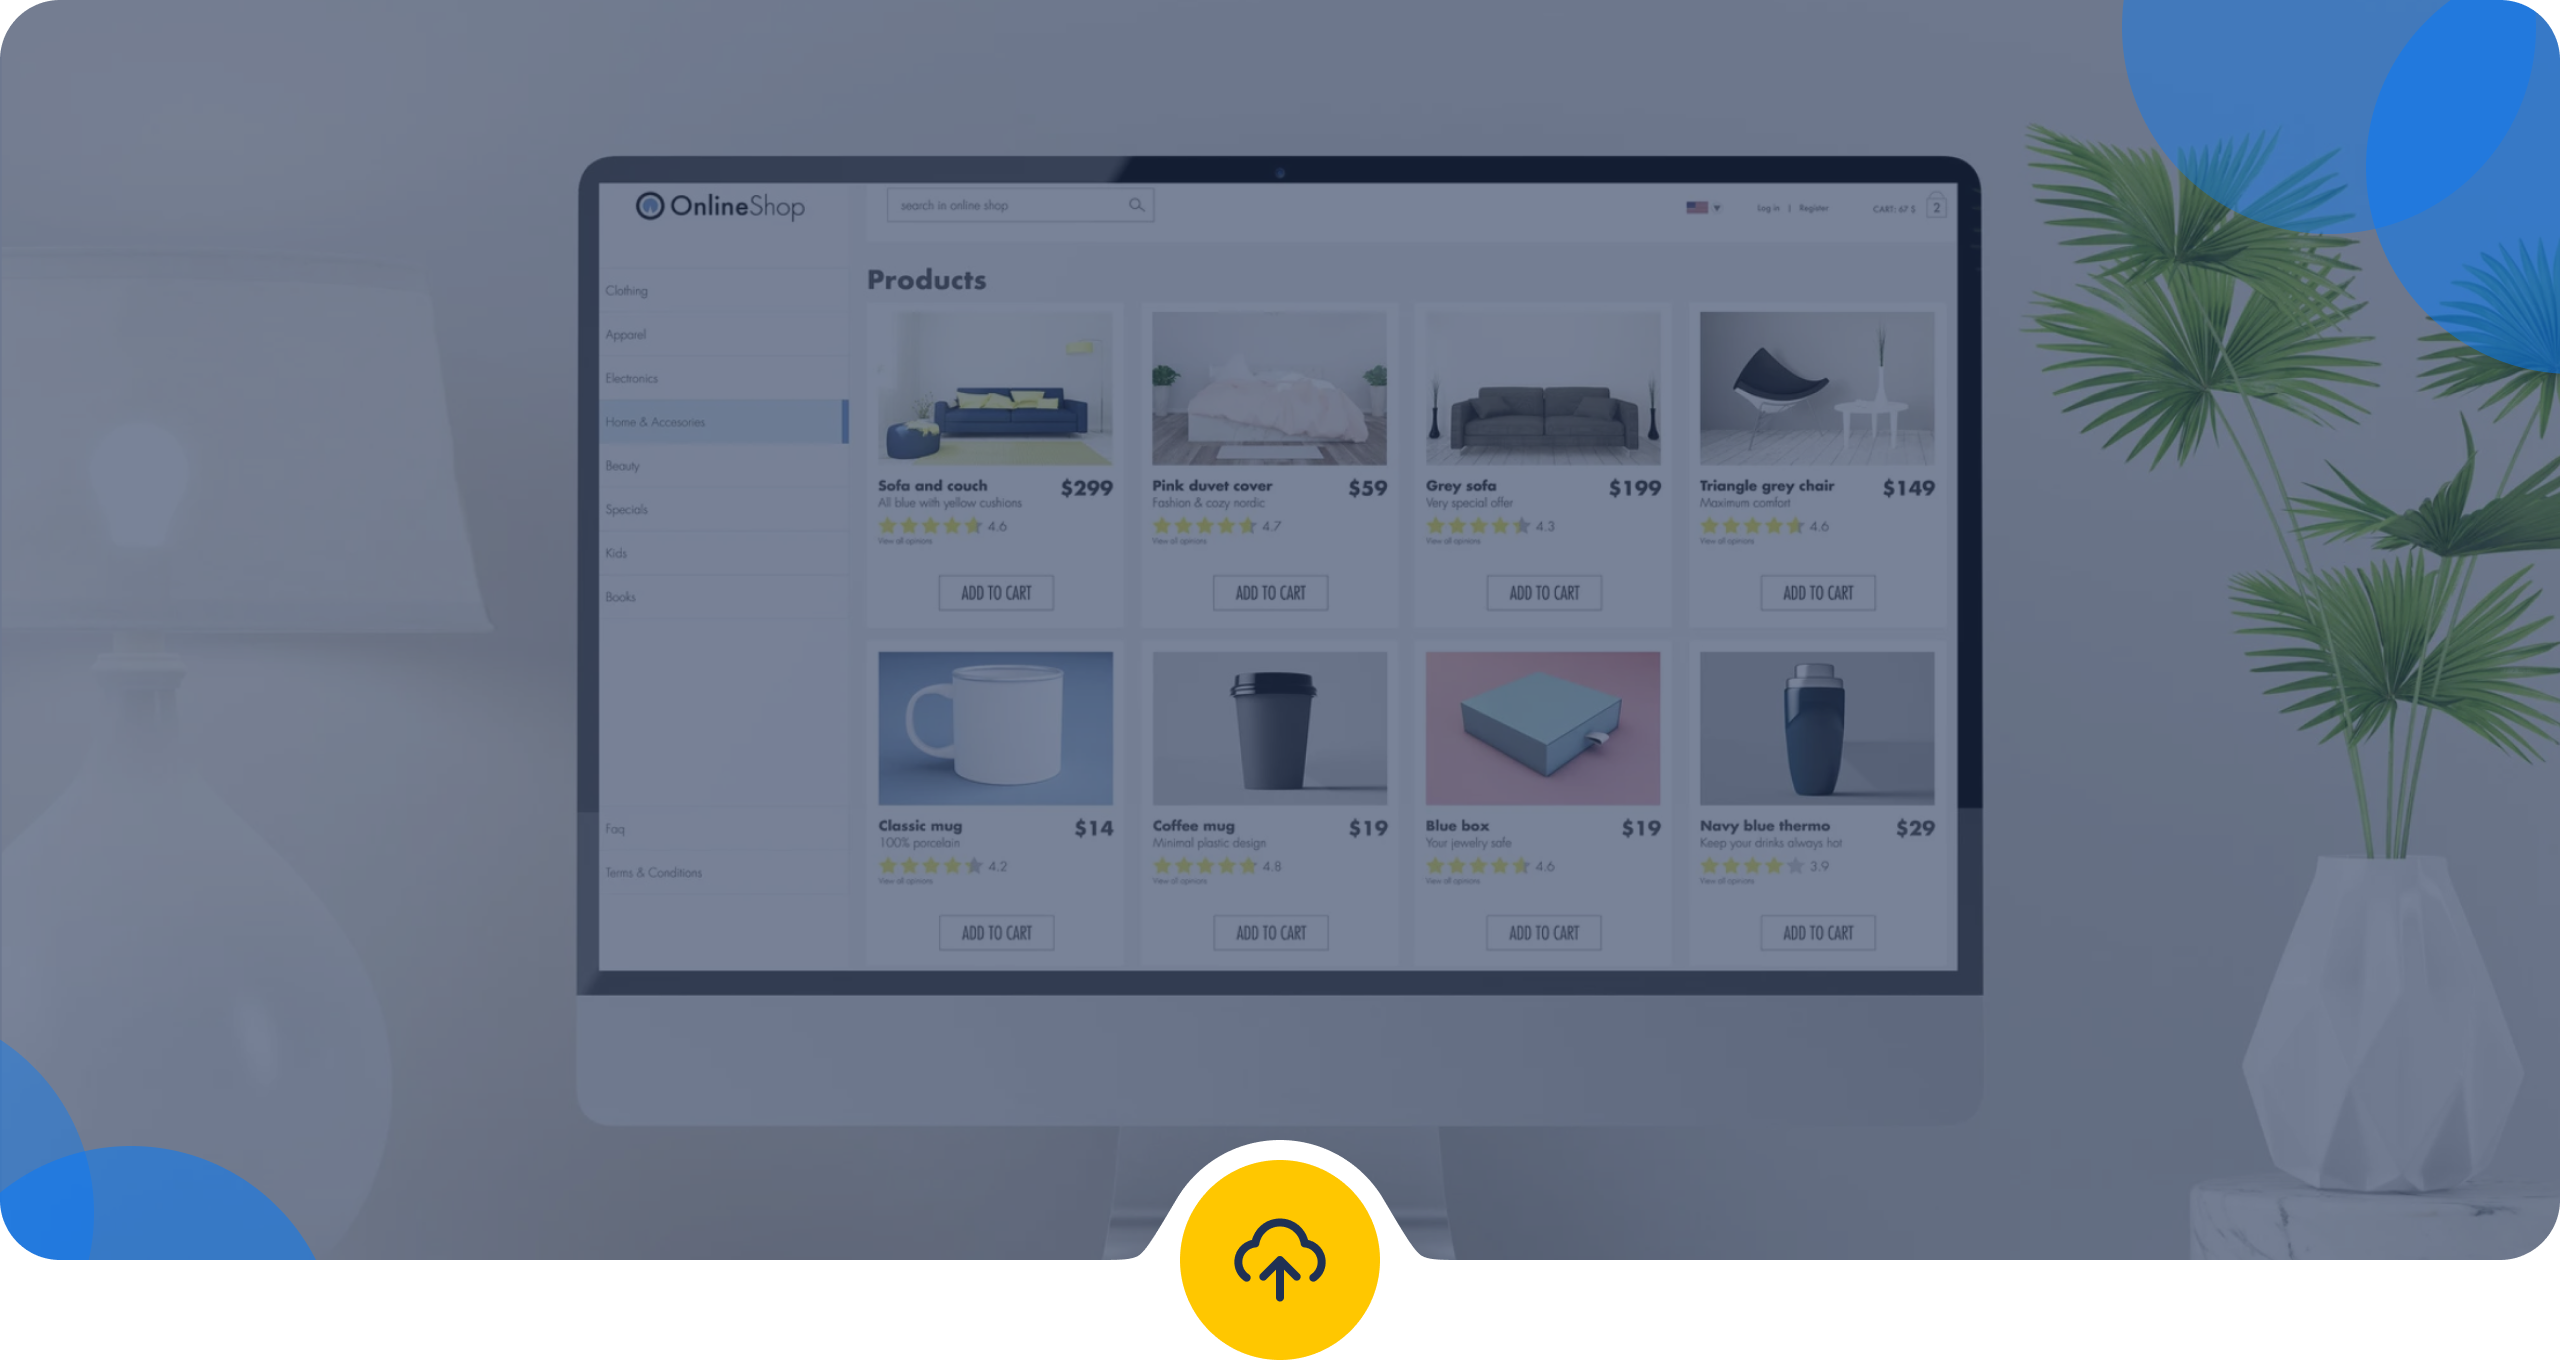 OnlineShop
search in online shop
Log in | Register
CART: 67 $
2
Clothing
Apparel
Electronics
Home & Accesories
Beauty
Specials
Kids
Books
Faq
Terms & Conditions
Products
Sofa and couch $299
All blue with yellow cushions
4.6
View all opinions
ADD TO CART
Pink duvet cover $59
Fashion & cozy nordic
4.7
View all opinions
ADD TO CART
Grey sofa $199
Very special offer
4.3
View all opinions
ADD TO CART
Triangle grey chair $149
Maximum comfort
4.6
View all opinions
ADD TO CART
Classic mug $14
100% porcelain
4.2
View all opinions
ADD TO CART
Coffee mug $19
Minimal plastic design
4.8
View all opinions
ADD TO CART
Blue box $19
Your jewelry safe
4.6
View all opinions
ADD TO CART
Navy blue thermo $29
Keep your drinks always hot
3.9
View all opinions
ADD TO CART